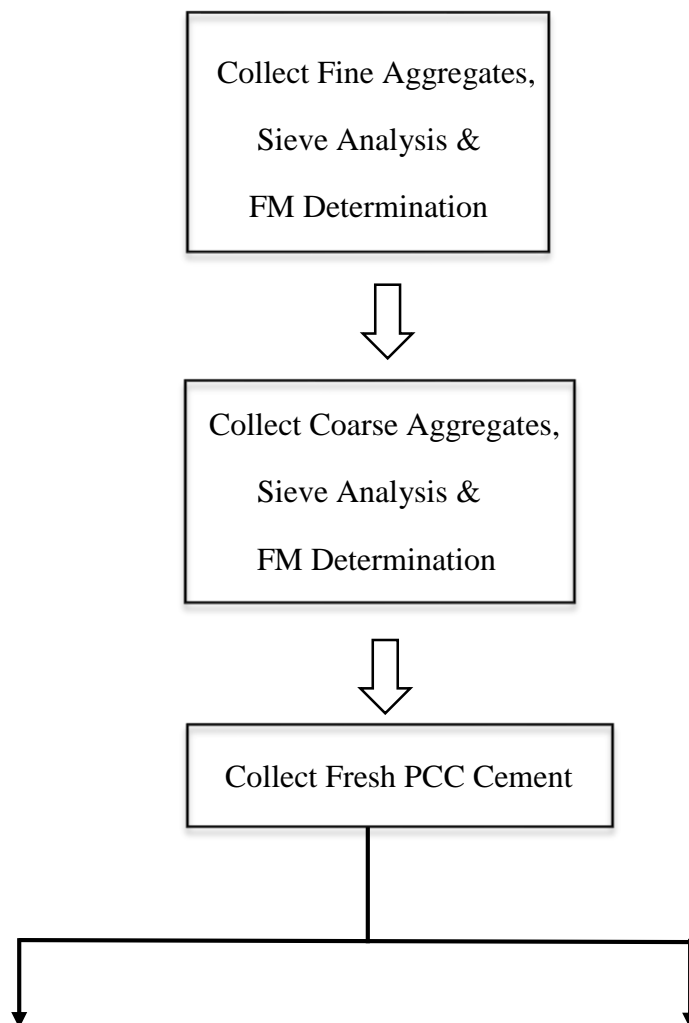 Collect Fine Aggregates,
Sieve Analysis &
FM Determination
Collect Coarse Aggregates,
Sieve Analysis &
FM Determination
Collect Fresh PCC Cement